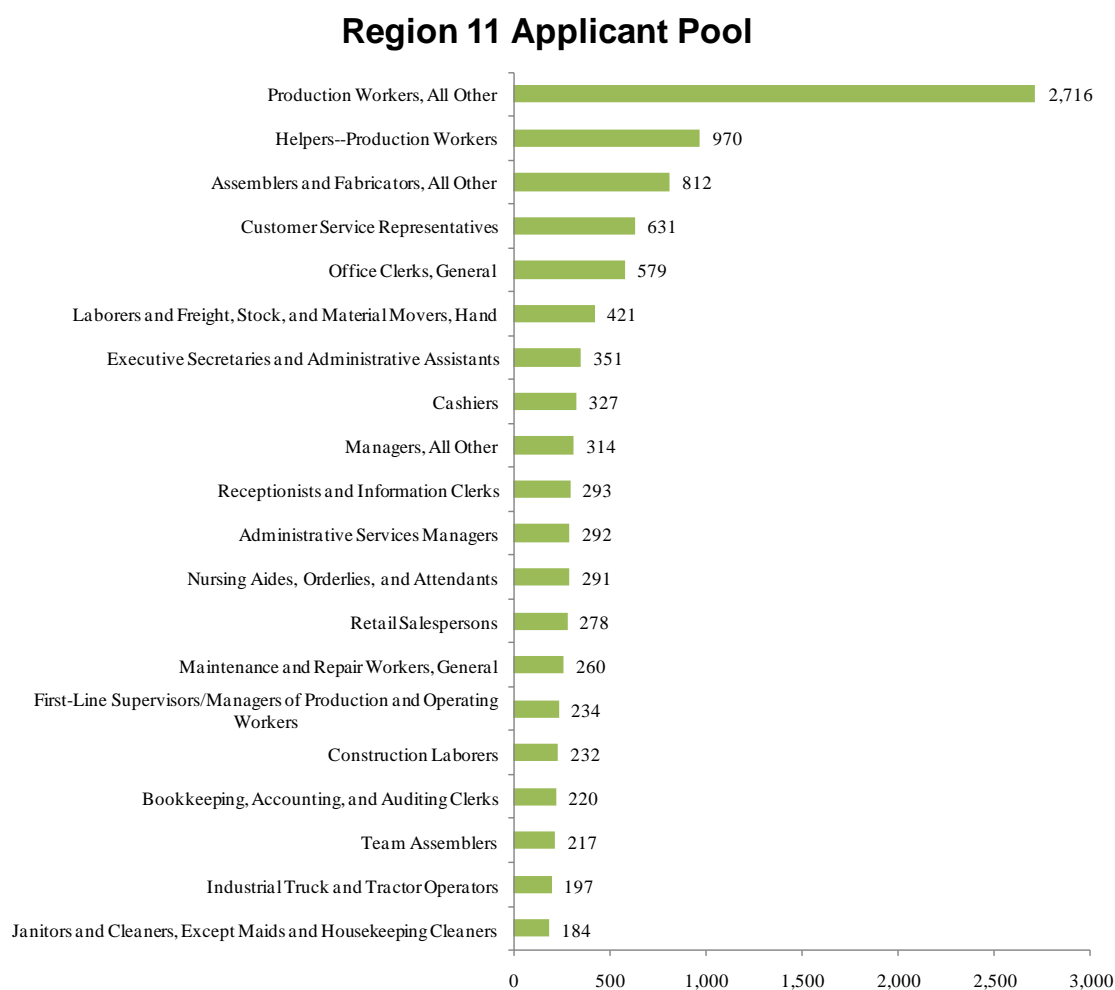 Region 11 Applicant Pool
Production Workers, All Other 2,716
Helpers--Production Workers 970
Assemblers and Fabricators, All Other 812
Customer Service Representatives 631
Office Clerks, General 579
Laborers and Freight, Stock, and Material Movers, Hand 421
Executive Secretaries and Administrative Assistants 351
Cashiers 327
Managers, All Other 314
Receptionists and Information Clerks 293
Administrative Services Managers 292
Nursing Aides, Orderlies, and Attendants 291
Retail Salespersons 278
Maintenance and Repair Workers, General 260
First-Line Supervisors/Managers of Production and Operating
Workers 234
Construction Laborers 232
Bookkeeping, Accounting, and Auditing Clerks 220
Team Assemblers 217
Industrial Truck and Tractor Operators 197
Janitors and Cleaners, Except Maids and Housekeeping Cleaners 184
0 500 1,000 1,500 2,000 2,500 3,000